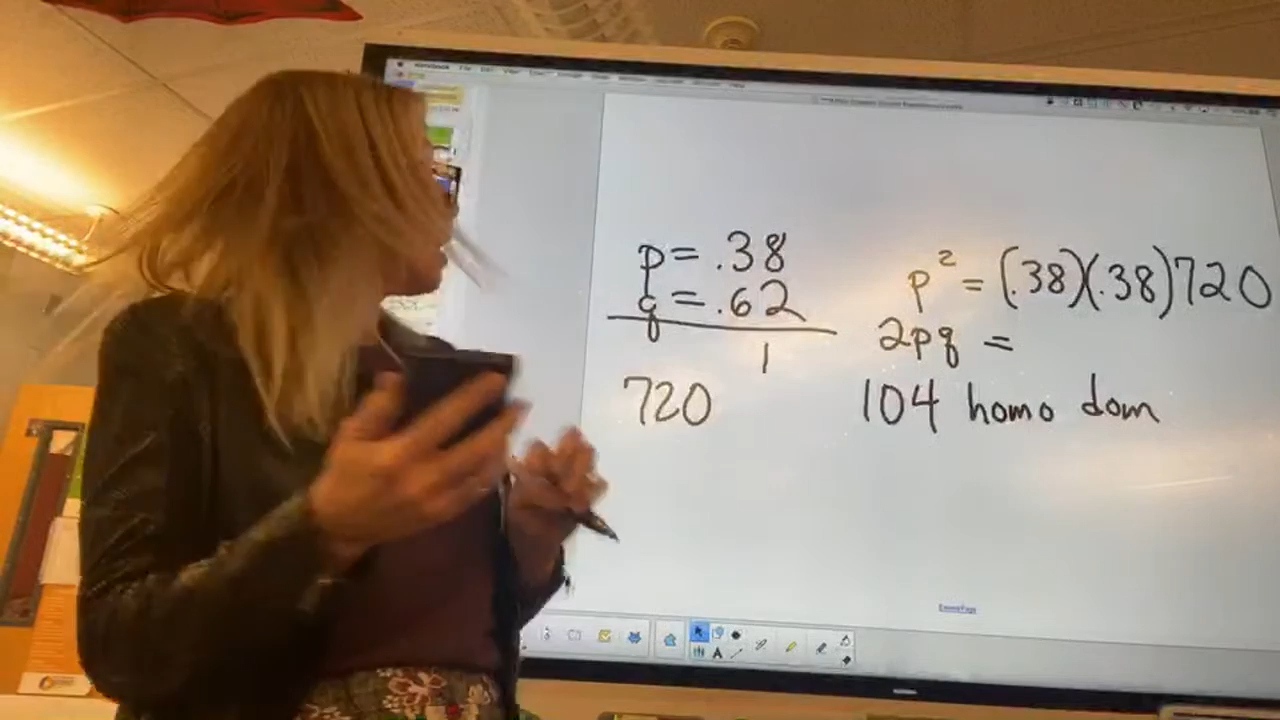 p = .38
q = .62
1
720
p² = (.38)(.38)720
2pq =
104 homo dom